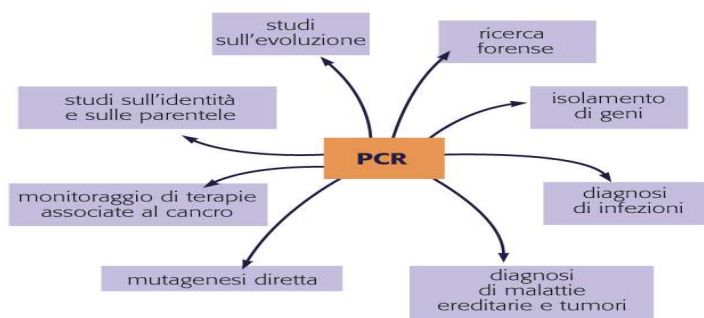 studi
sull'evoluzione
ricerca
forense
studi sull'identità
e sulle parentele
isolamento
di geni
PCR
monitoraggio di terapie
associate al cancro
diagnosi
di infezioni
mutagenesi diretta
diagnosi
di malattie
ereditarie e tumori